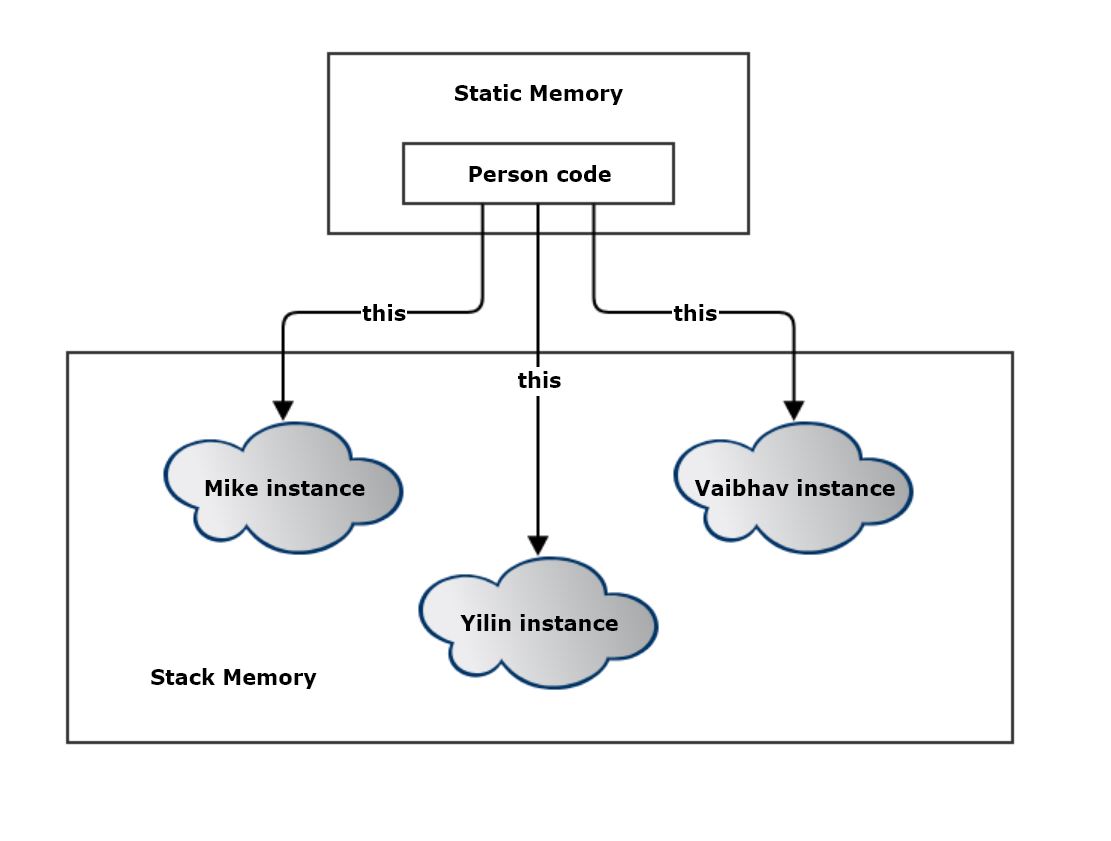 Static Memory
Person code
this
this
this
Mike instance
Vaibhav instance
Yilin instance
Stack Memory